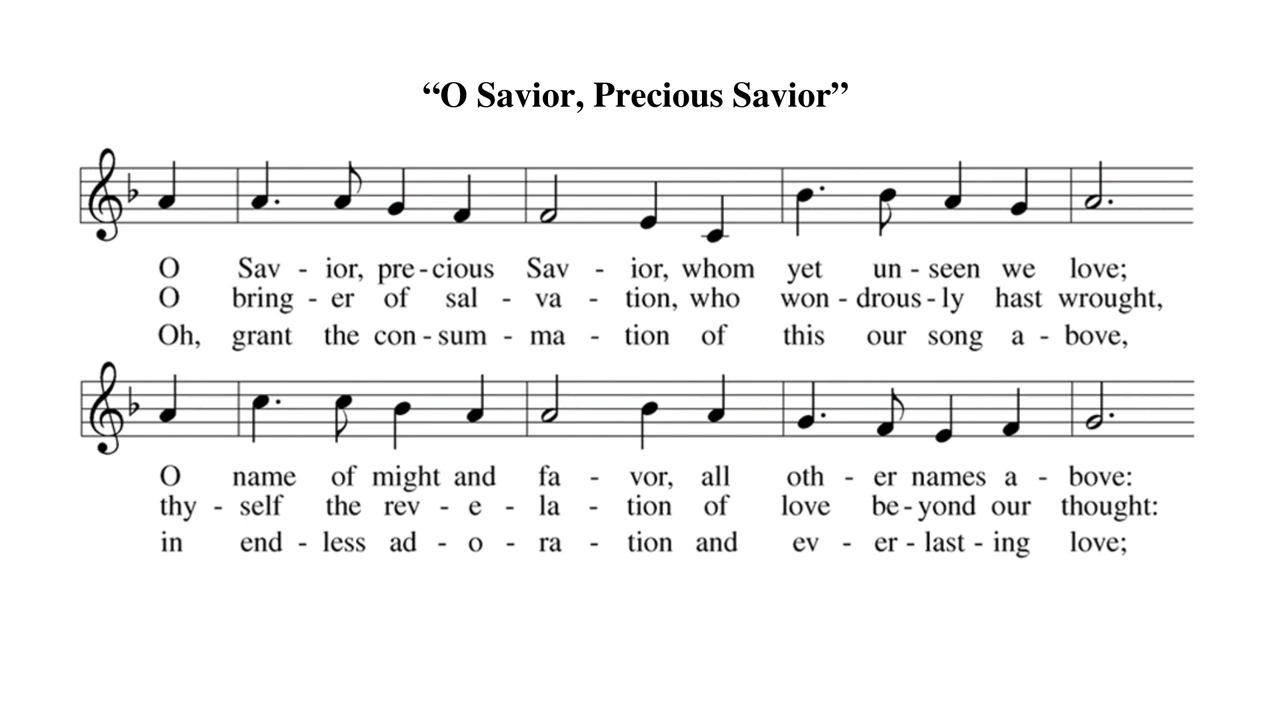 “O Savior, Precious Savior”
O Sav - ior, pre - cious Sav - ior, whom yet un - seen we love;
O bring - er of sal - va - tion, who won - drous - ly hast wrought,
Oh, grant the con - sum - ma - tion of this our song a - bove,
O name of might and fa - vor, all oth - er names a - bove:
thy - self the rev - e - la - tion of love be - yond our thought:
in end - less ad - o - ra - tion and ev - er - last - ing love;